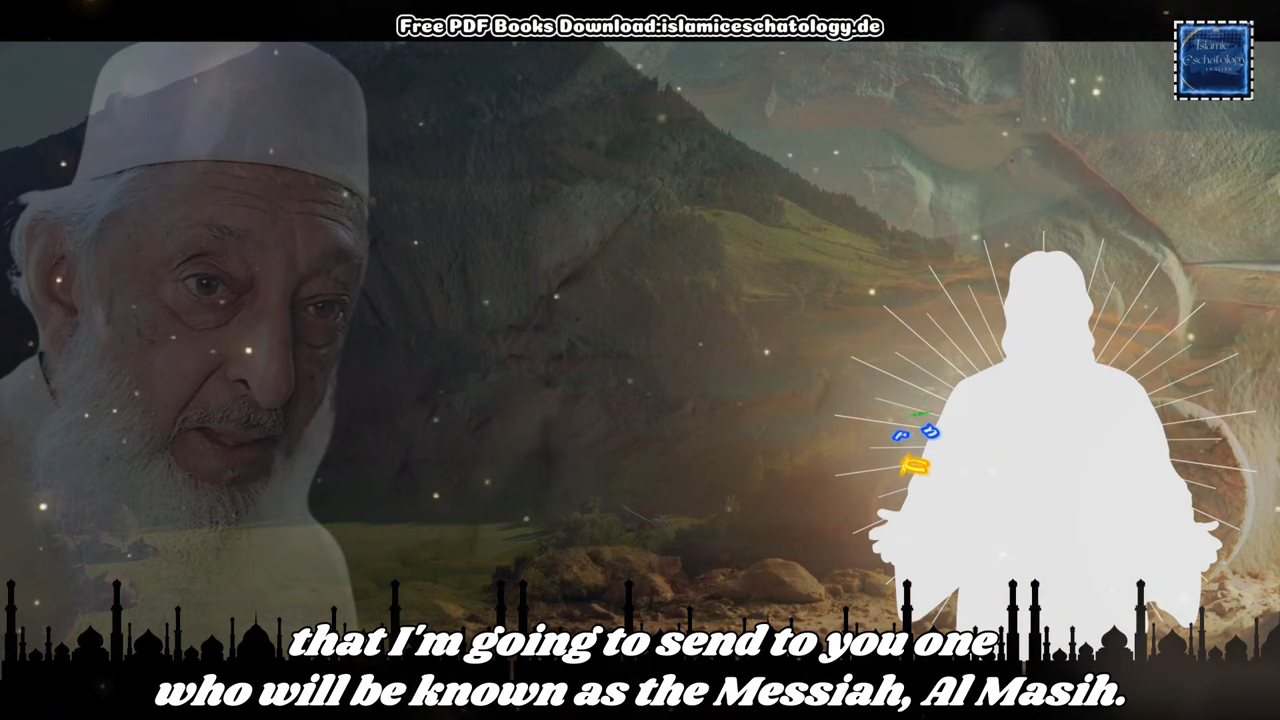 Free PDF Books Download:islamiceschatology.de
Islamic
Eschatology
ENGLISH
that I'm going to send to you one
who will be known as the Messiah, Al Masih.